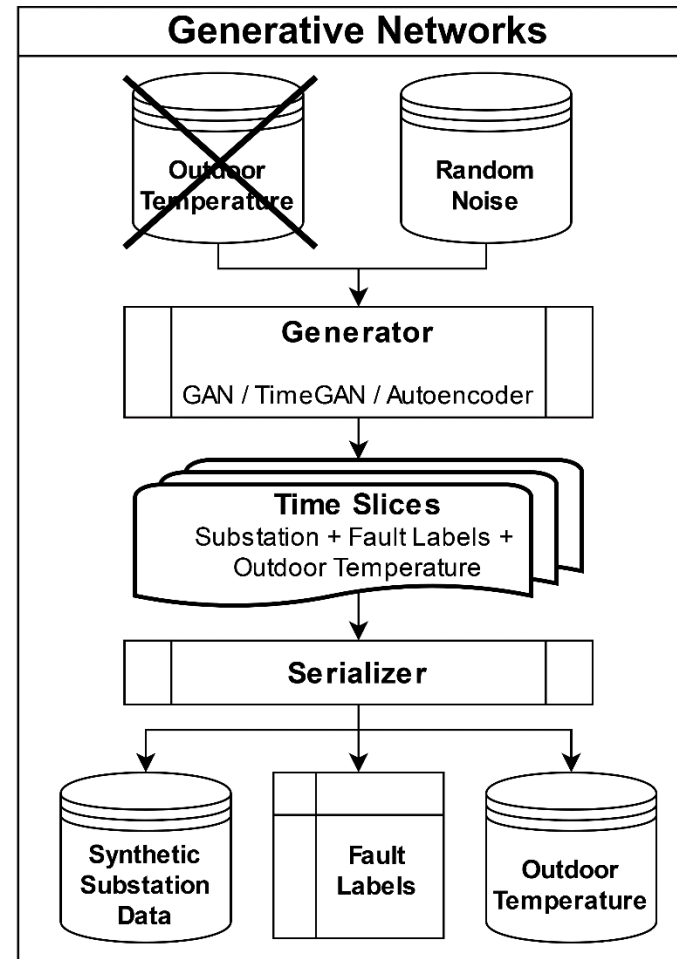 Generative Networks
Outdoor
Temperature
Random
Noise
Generator
GAN / TimeGAN / Autoencoder
Time Slices
Substation + Fault Labels +
Outdoor Temperature
Serializer
Synthetic
Substation
Data
Fault
Labels
Outdoor
Temperature